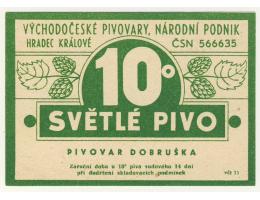 VÝCHODOČESKÉ PIVOVARY, NÁRODNÍ PODNIK
HRADEC KRÁLOVÉ ČSN 566635
10°
SVĚTLÉ PIVO
PIVOVAR DOBRUŠKA
Záruční doba u 10° piva sudového 14 dní
při dodržení skladovacích podmínek